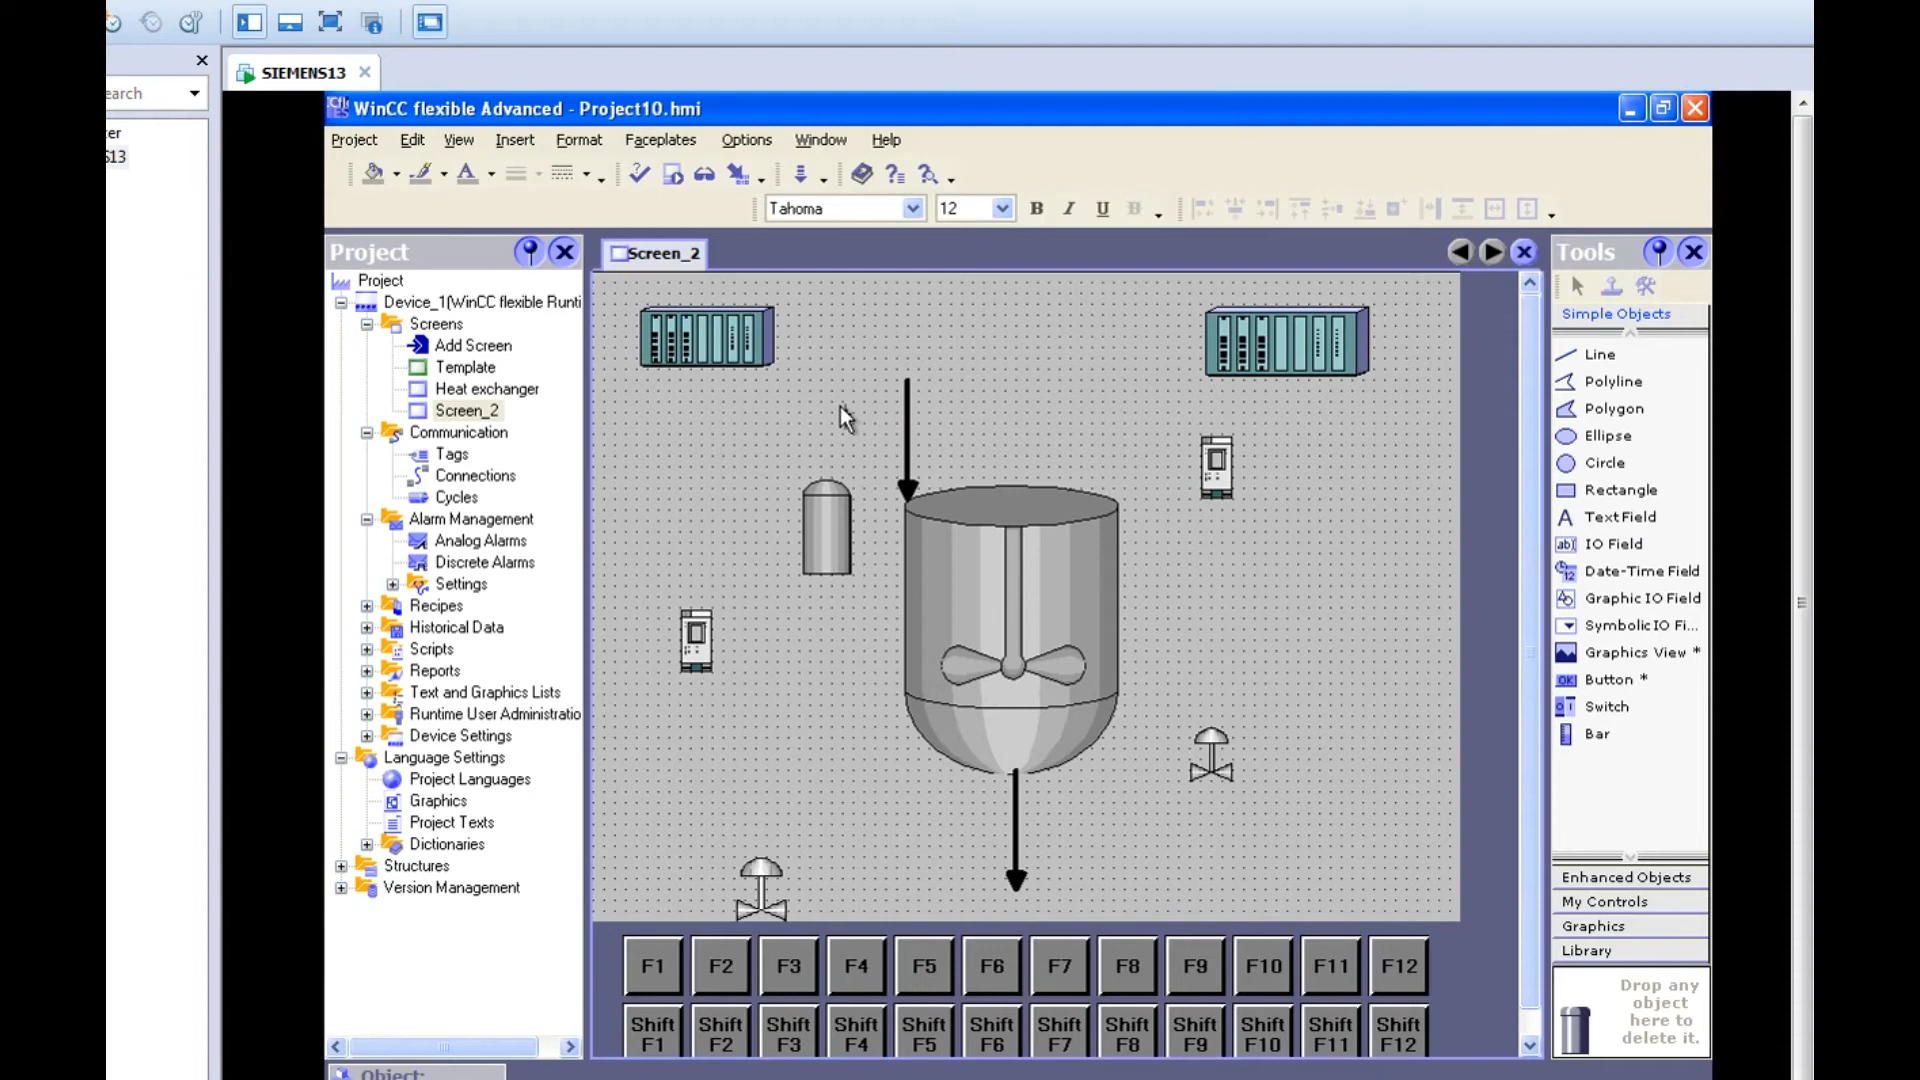 SIEMENS13
earch
ter
S13
WinCC flexible Advanced - Project10.hmi
Project Edit View Insert Format Faceplates Options Window Help
Tahoma 12 B I U B
Project
Screen_2
Tools
Project
Device_1(WinCC flexible Runti
Screens
Add Screen
Template
Heat exchanger
Screen_2
Communication
Tags
Connections
Cycles
Alarm Management
Analog Alarms
Discrete Alarms
Settings
Recipes
Historical Data
Scripts
Reports
Text and Graphics Lists
Runtime User Administratio
Device Settings
Language Settings
Project Languages
Graphics
Project Texts
Dictionaries
Structures
Version Management
Simple Objects
Line
Polyline
Polygon
Ellipse
Circle
Rectangle
A TextField
IO Field
Date-Time Field
Graphic IO Field
Symbolic IO Fi...
Graphics View *
OK Button *
Switch
Bar
Enhanced Objects
My Controls
Graphics
Library
Drop any
object
here to
delete it.
F1 F2 F3 F4 F5 F6 F7 F8 F9 F10 F11 F12
Shift Shift Shift Shift Shift Shift Shift Shift Shift Shift Shift Shift
F1 F2 F3 F4 F5 F6 F7 F8 F9 F10 F11 F12
Object: